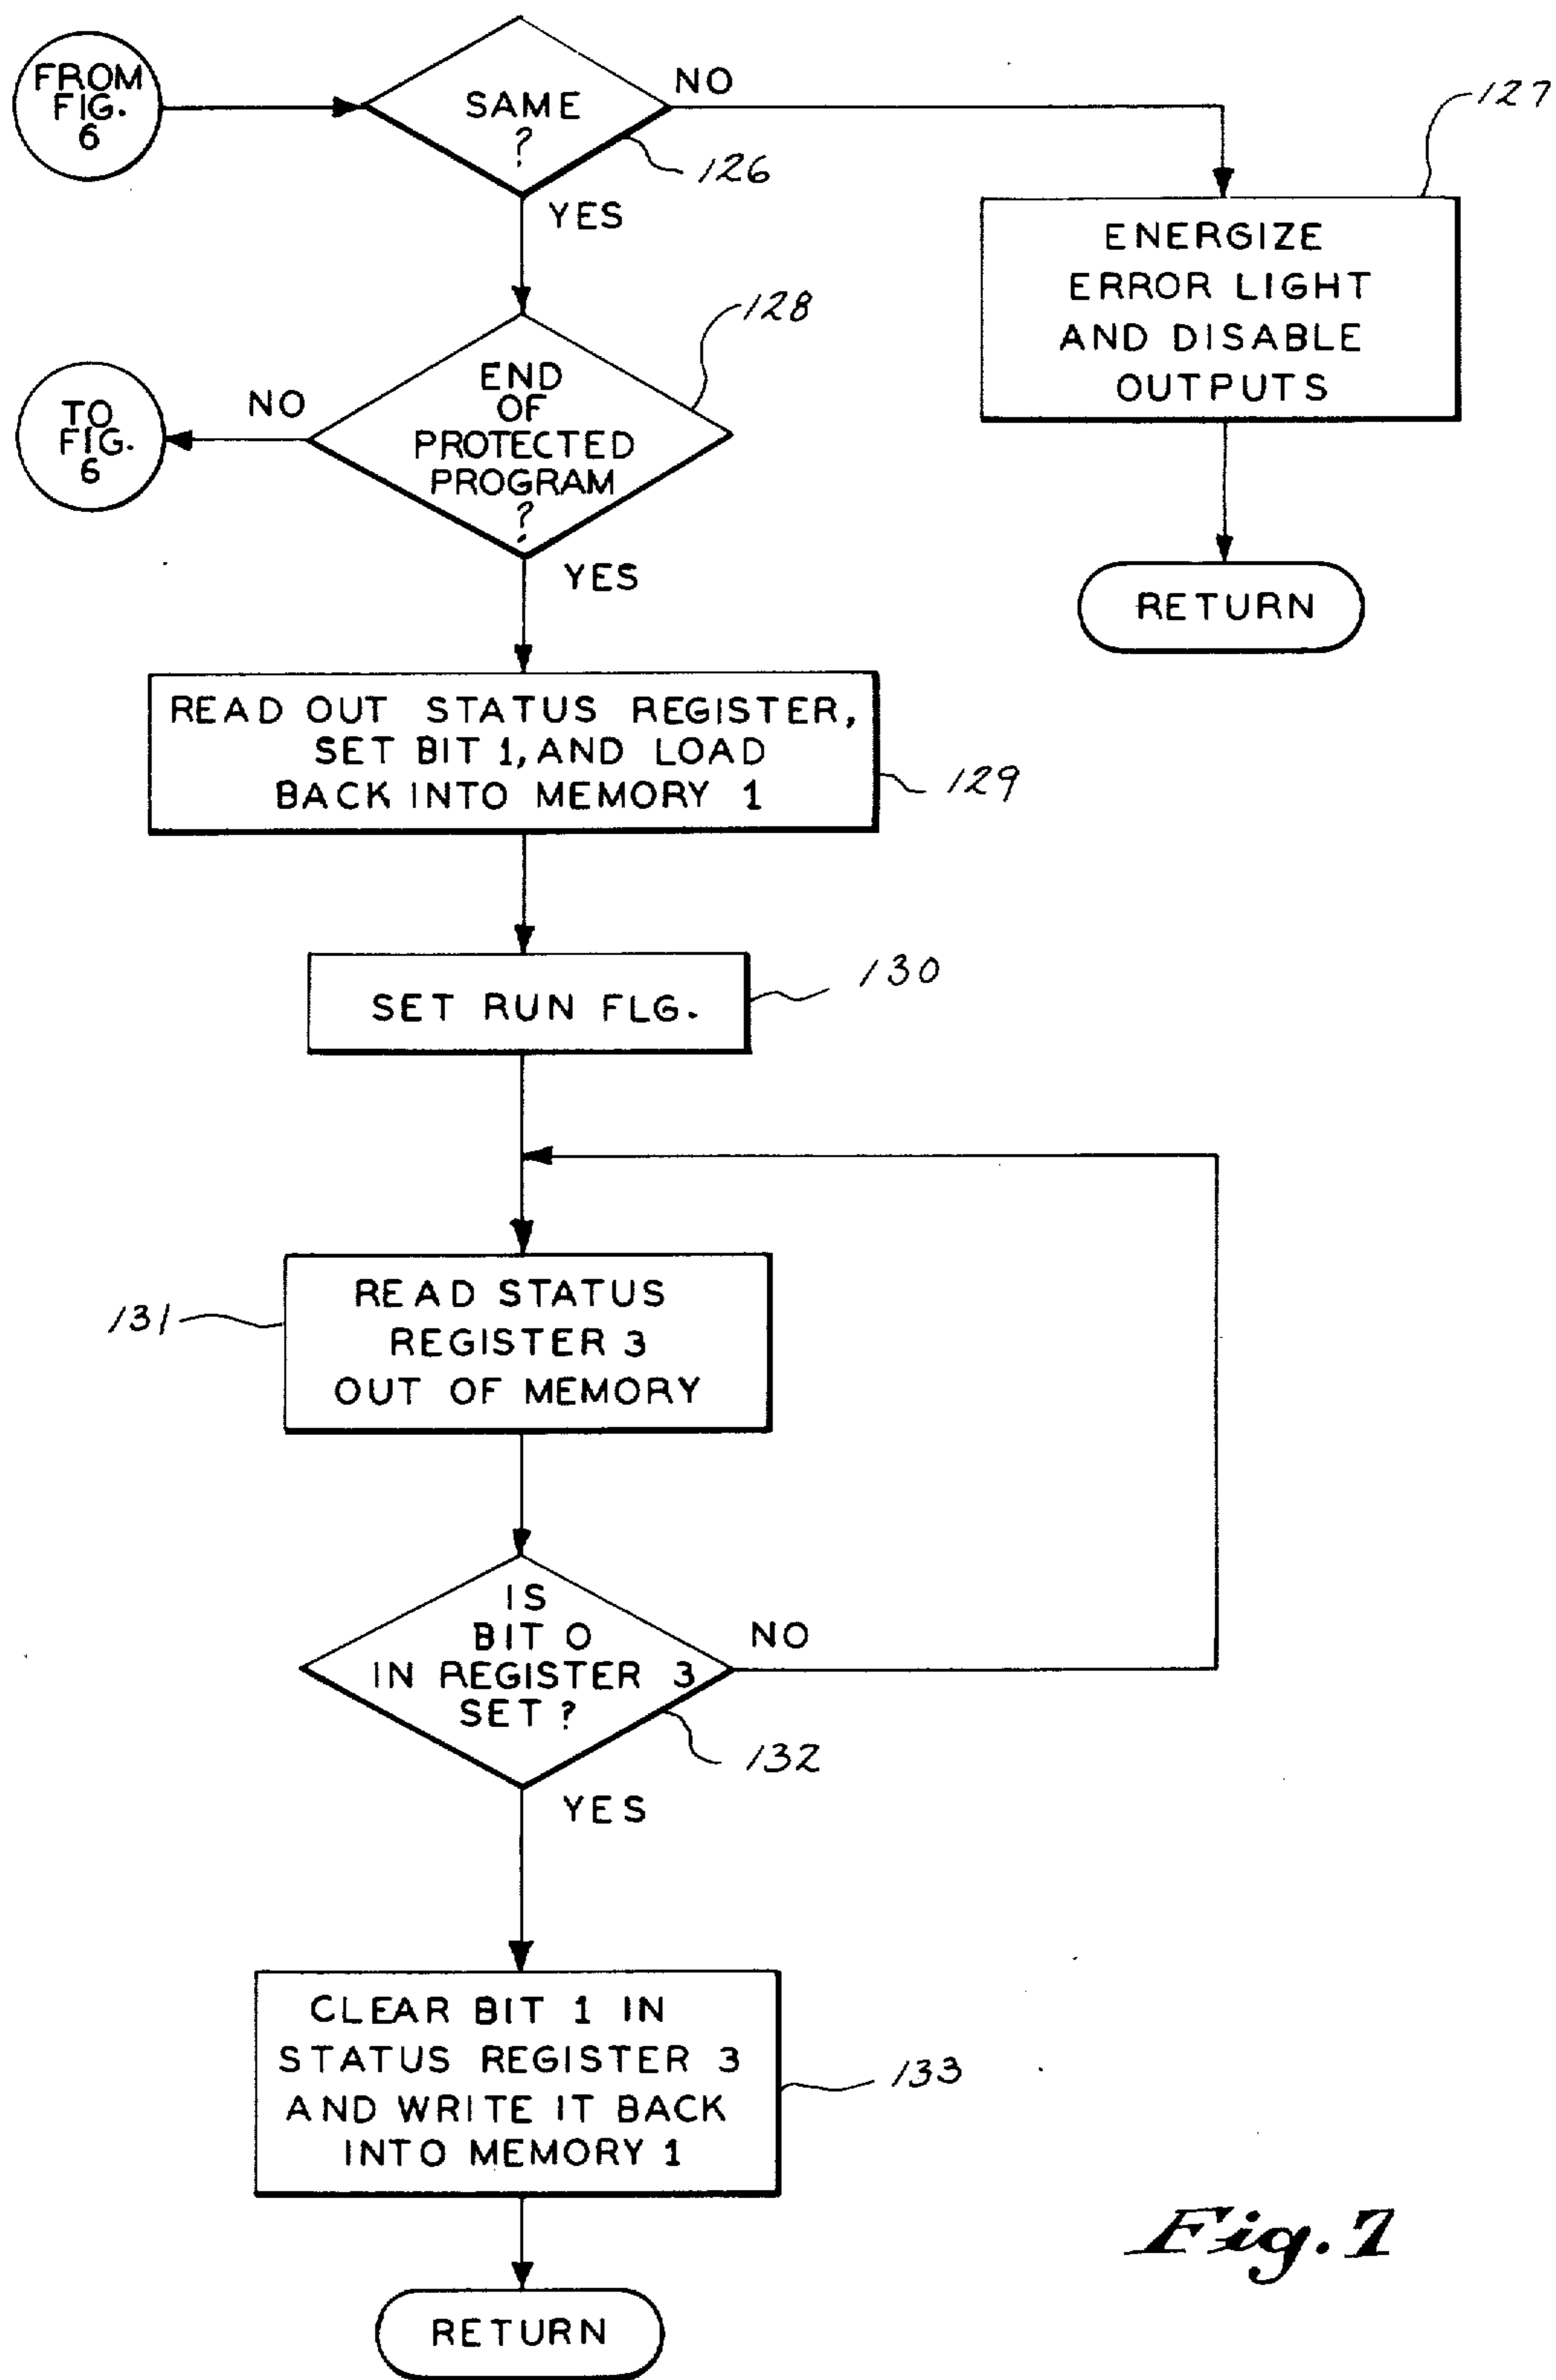 FROM
FIG.
6
SAME
?
NO
126
YES
127
ENERGIZE
ERROR LIGHT
AND DISABLE
OUTPUTS
RETURN
128
END
OF
PROTECTED
PROGRAM
?
NO
TO
FIG.
6
YES
READ OUT STATUS REGISTER,
SET BIT 1, AND LOAD
BACK INTO MEMORY 1
129
SET RUN FLG.
130
READ STATUS
REGISTER 3
OUT OF MEMORY
131
IS
BIT 0
IN REGISTER 3
SET ?
NO
132
YES
CLEAR BIT 1 IN
STATUS REGISTER 3
AND WRITE IT BACK
INTO MEMORY 1
133
RETURN
Fig. 7